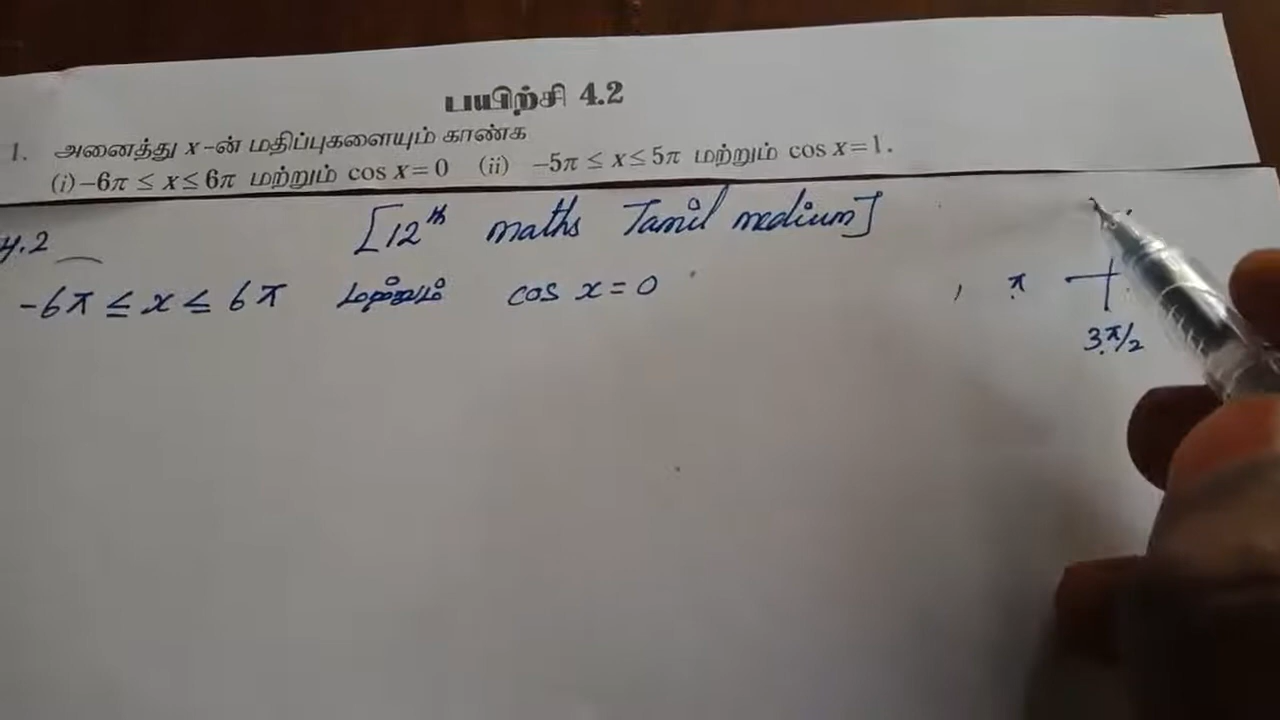 பயிற்சி 4.2
1. அனைத்து x-ன் மதிப்புகளையும் காண்க
(i) −6π ≤ x ≤ 6π மற்றும் cos x = 0 (ii) −5π ≤ x ≤ 5π மற்றும் cos x = 1.
[12th maths Tamil medium]
4.2
-6π ≤ x ≤ 6π மற்றும் cos x = 0 , π
3π/2